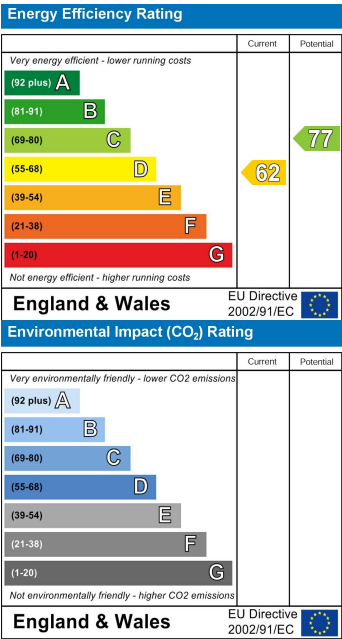 Energy Efficiency Rating
Current Potential
Very energy efficient - lower running costs
(92 plus) A
(81-91) B
(69-80) C
77
(55-68) D
62
(39-54) E
(21-38) F
(1-20) G
Not energy efficient - higher running costs
England & Wales
EU Directive
2002/91/EC
Environmental Impact (CO₂) Rating
Current Potential
Very environmentally friendly - lower CO2 emissions
(92 plus) A
(81-91) B
(69-80) C
(55-68) D
(39-54) E
(21-38) F
(1-20) G
Not environmentally friendly - higher CO2 emissions
England & Wales
EU Directive
2002/91/EC